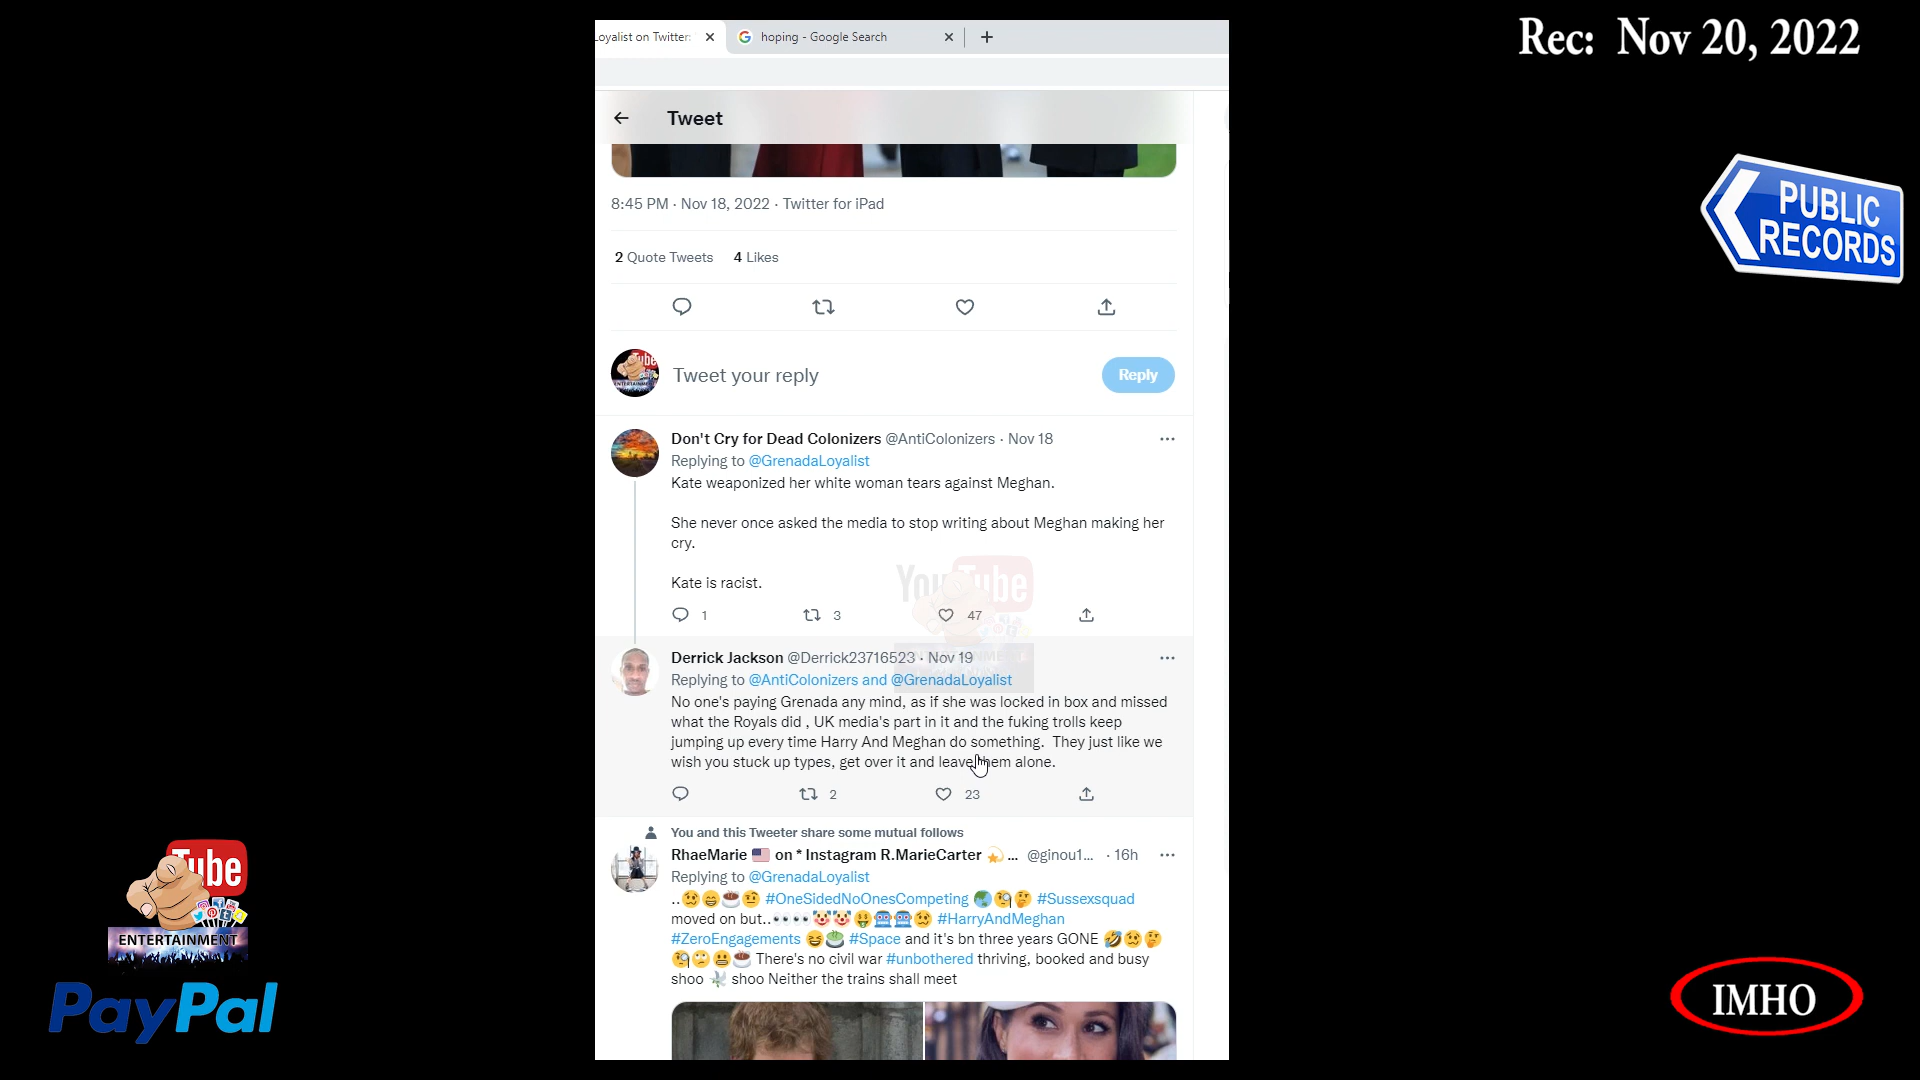 Rec: Nov 20, 2022
Loyalist on Twitter:
hoping - Google Search
Tweet
PUBLIC
RECORDS
8:45 PM · Nov 18, 2022 · Twitter for iPad
2 Quote Tweets 4 Likes
Tweet your reply
Reply
Don't Cry for Dead Colonizers @AntiColonizers · Nov 18
Replying to @GrenadaLoyalist
Kate weaponized her white woman tears against Meghan.
She never once asked the media to stop writing about Meghan making her
cry.
Kate is racist.
YouTube
1 3 47
Derrick Jackson @Derrick23716523 · Nov 19
Replying to @AntiColonizers and @GrenadaLoyalist
No one's paying Grenada any mind, as if she was locked in box and missed
what the Royals did , UK media's part in it and the fuking trolls keep
jumping up every time Harry And Meghan do something. They just like we
wish you stuck up types, get over it and leave them alone.
2 23
You and this Tweeter share some mutual follows
RhaeMarie 🇺🇸 on * Instagram R.MarieCarter 💫 ... @ginou1... · 16h
Replying to @GrenadaLoyalist
.. #OneSidedNoOnesCompeting #Sussexsquad
moved on but.. #HarryAndMeghan
#ZeroEngagements #Space and it's bn three years GONE
There's no civil war #unbothered thriving, booked and busy
shoo shoo Neither the trains shall meet
Tube
ENTERTAINMENT
PayPal
IMHO